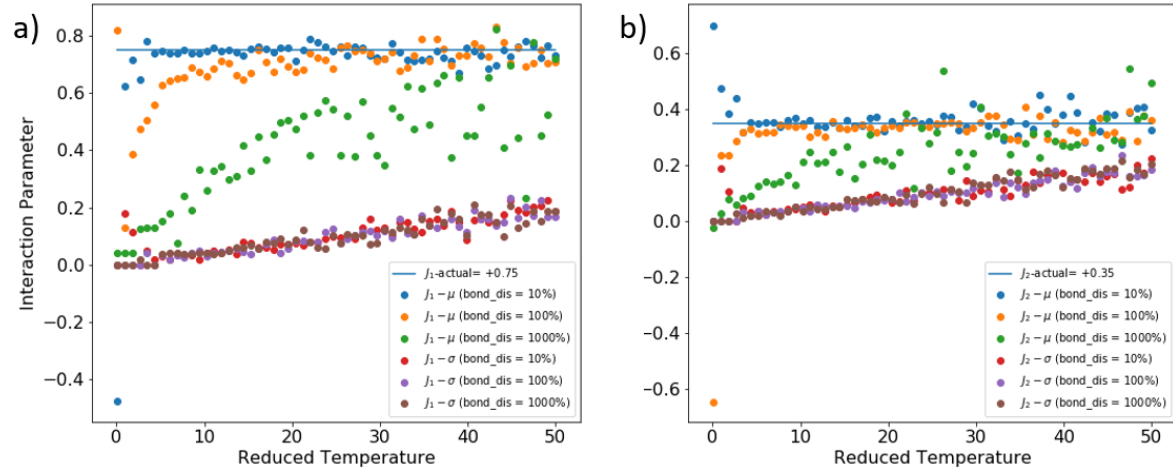 a)
Interaction Parameter
0.8
0.6
0.4
0.2
0.0
−0.2
−0.4
J₁-actual= +0.75
J₁ − μ (bond_dis = 10%)
J₁ − μ (bond_dis = 100%)
J₁ − μ (bond_dis = 1000%)
J₁ − σ (bond_dis = 10%)
J₁ − σ (bond_dis = 100%)
J₁ − σ (bond_dis = 1000%)
0 10 20 30 40 50
Reduced Temperature
b)
0.6
0.4
0.2
0.0
−0.2
−0.4
−0.6
J₂-actual= +0.35
J₂ − μ (bond_dis = 10%)
J₂ − μ (bond_dis = 100%)
J₂ − μ (bond_dis = 1000%)
J₂ − σ (bond_dis = 10%)
J₂ − σ (bond_dis = 100%)
J₂ − σ (bond_dis = 1000%)
0 10 20 30 40 50
Reduced Temperature